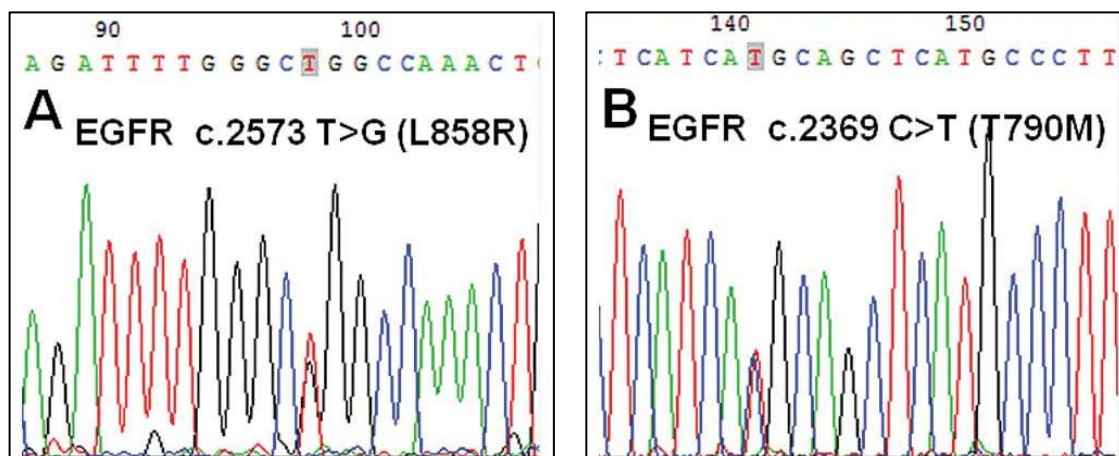 90 100
AGATTTTGGGCTGGCCAAACT
A EGFR c.2573 T>G (L858R)
140 150
TCATCATGCAGCTCATGCCCTT
B EGFR c.2369 C>T (T790M)